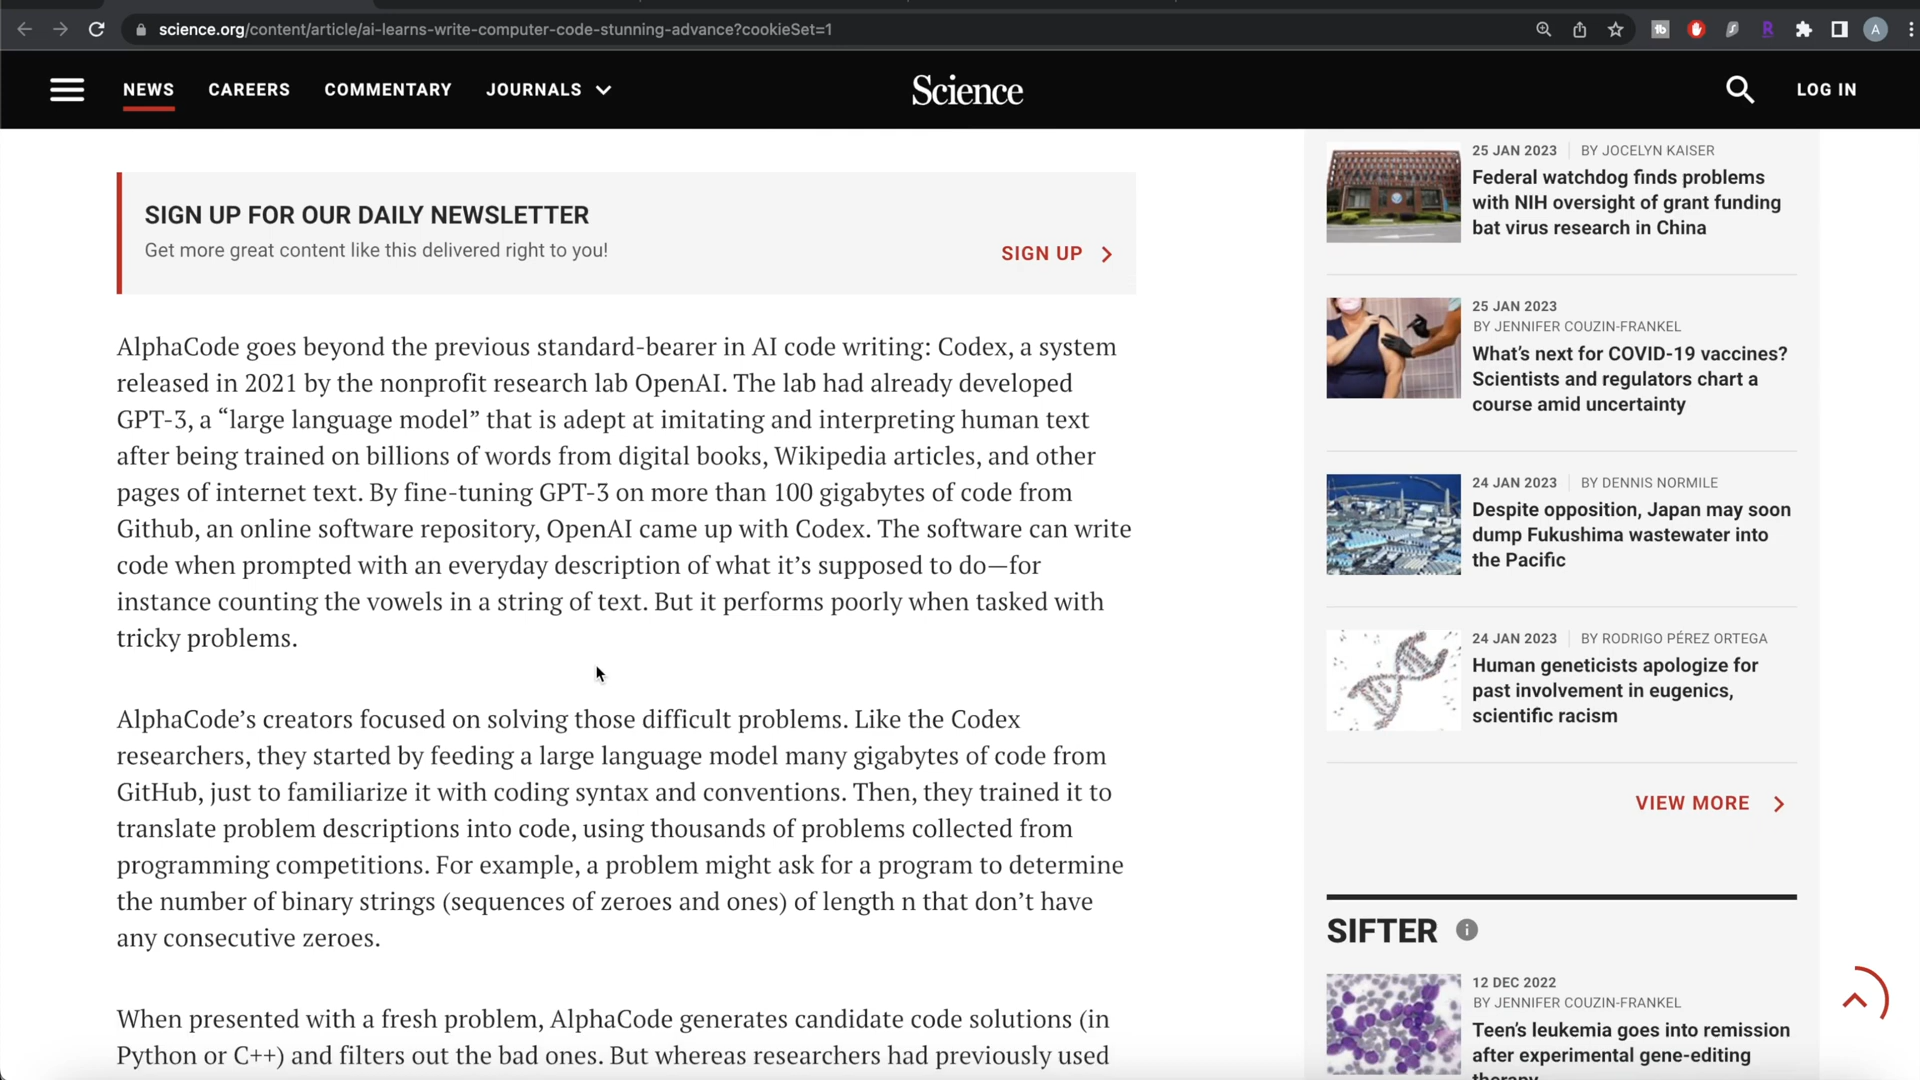 science.org/content/article/ai-learns-write-computer-code-stunning-advance?cookieSet=1
A
NEWS
CAREERS
COMMENTARY
JOURNALS
Science
LOG IN
SIGN UP FOR OUR DAILY NEWSLETTER
Get more great content like this delivered right to you!
SIGN UP
AlphaCode goes beyond the previous standard-bearer in AI code writing: Codex, a system
released in 2021 by the nonprofit research lab OpenAI. The lab had already developed
GPT-3, a “large language model” that is adept at imitating and interpreting human text
after being trained on billions of words from digital books, Wikipedia articles, and other
pages of internet text. By fine-tuning GPT-3 on more than 100 gigabytes of code from
Github, an online software repository, OpenAI came up with Codex. The software can write
code when prompted with an everyday description of what it’s supposed to do—for
instance counting the vowels in a string of text. But it performs poorly when tasked with
tricky problems.
AlphaCode’s creators focused on solving those difficult problems. Like the Codex
researchers, they started by feeding a large language model many gigabytes of code from
GitHub, just to familiarize it with coding syntax and conventions. Then, they trained it to
translate problem descriptions into code, using thousands of problems collected from
programming competitions. For example, a problem might ask for a program to determine
the number of binary strings (sequences of zeroes and ones) of length n that don’t have
any consecutive zeroes.
When presented with a fresh problem, AlphaCode generates candidate code solutions (in
Python or C++) and filters out the bad ones. But whereas researchers had previously used
25 JAN 2023 BY JOCELYN KAISER
Federal watchdog finds problems
with NIH oversight of grant funding
bat virus research in China
25 JAN 2023
BY JENNIFER COUZIN-FRANKEL
What’s next for COVID-19 vaccines?
Scientists and regulators chart a
course amid uncertainty
24 JAN 2023 BY DENNIS NORMILE
Despite opposition, Japan may soon
dump Fukushima wastewater into
the Pacific
24 JAN 2023 BY RODRIGO PÉREZ ORTEGA
Human geneticists apologize for
past involvement in eugenics,
scientific racism
VIEW MORE
SIFTER
12 DEC 2022
BY JENNIFER COUZIN-FRANKEL
Teen’s leukemia goes into remission
after experimental gene-editing
therapy